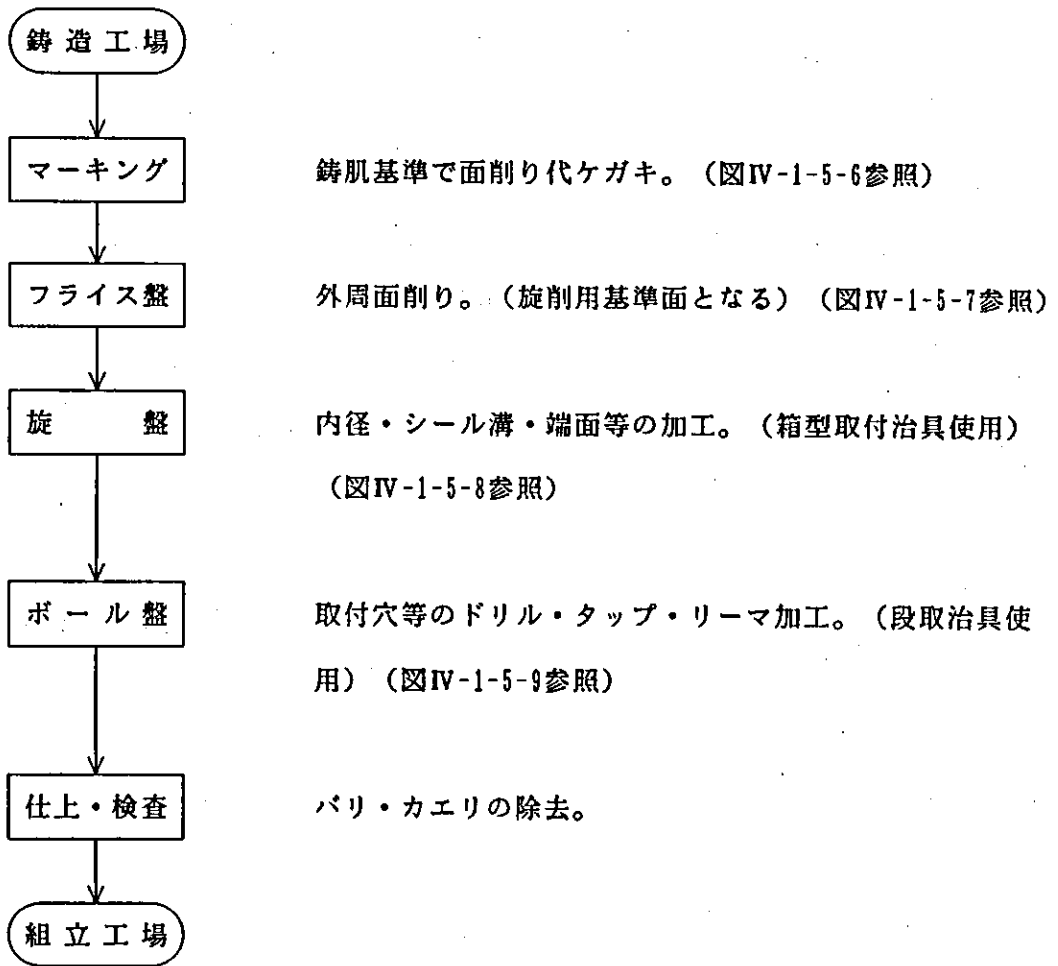 鋳造工場
マーキング
鋳肌基準で面削り代ケガキ。(図Ⅳ-1-5-6参照)
フライス盤
外周面削り。(旋削用基準面となる)(図Ⅳ-1-5-7参照)
旋 盤
内径・シール溝・端面等の加工。(箱型取付治具使用)
(図Ⅳ-1-5-8参照)
ボール盤
取付穴等のドリル・タップ・リーマ加工。(段取治具使
用)(図Ⅳ-1-5-9参照)
仕上・検査
バリ・カエリの除去。
組立工場